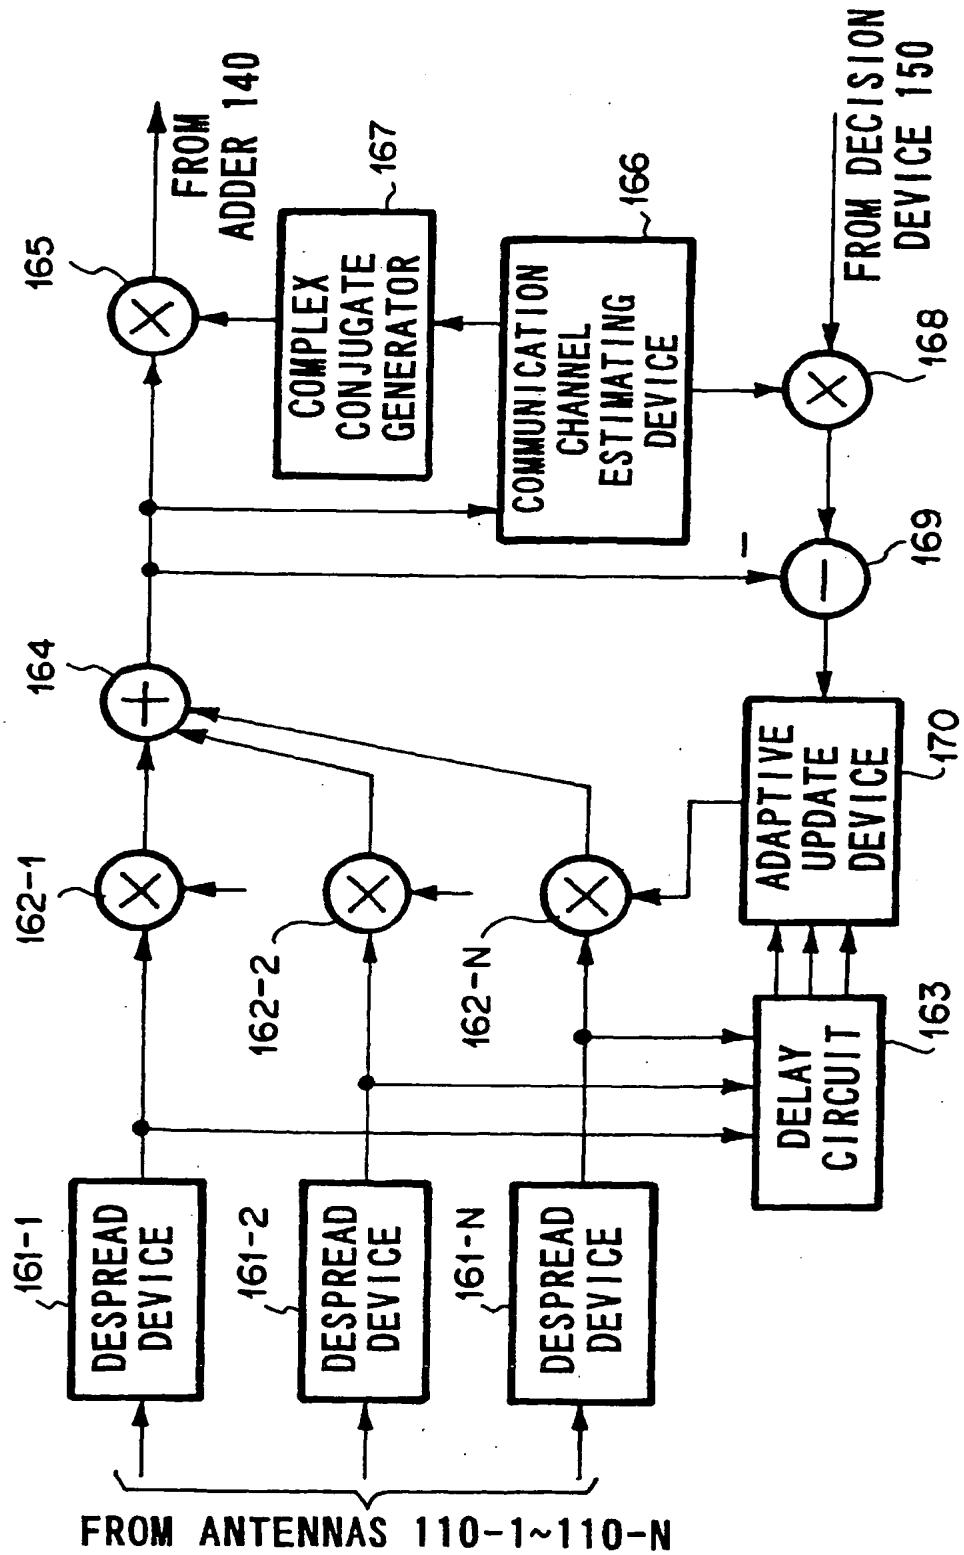 FROM ANTENNAS 110-1~110-N
161-1
DESPREAD
DEVICE
161-2
DESPREAD
DEVICE
161-N
DESPREAD
DEVICE
162-1
×
162-2
×
162-N
×
DELAY
CIRCUIT
163
164
+
ADAPTIVE
UPDATE
DEVICE
170
165
×
FROM
ADDER 140
COMPLEX
CONJUGATE
GENERATOR
167
COMMUNICATION
CHANNEL
ESTIMATING
DEVICE
166
−
−
169
×
168
FROM DECISION
DEVICE 150